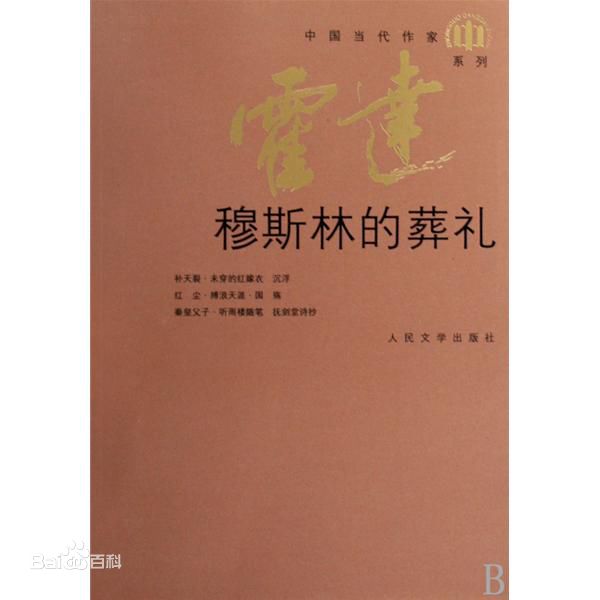 中国当代作家
系列
霍達
穆斯林的葬礼
补天裂·未穿的红嫁衣 沉浮
红 尘·搏浪天涯·国 殇
秦皇父子·听雨楼随笔 抚剑堂诗抄
人民文学出版社
Bai百科
B